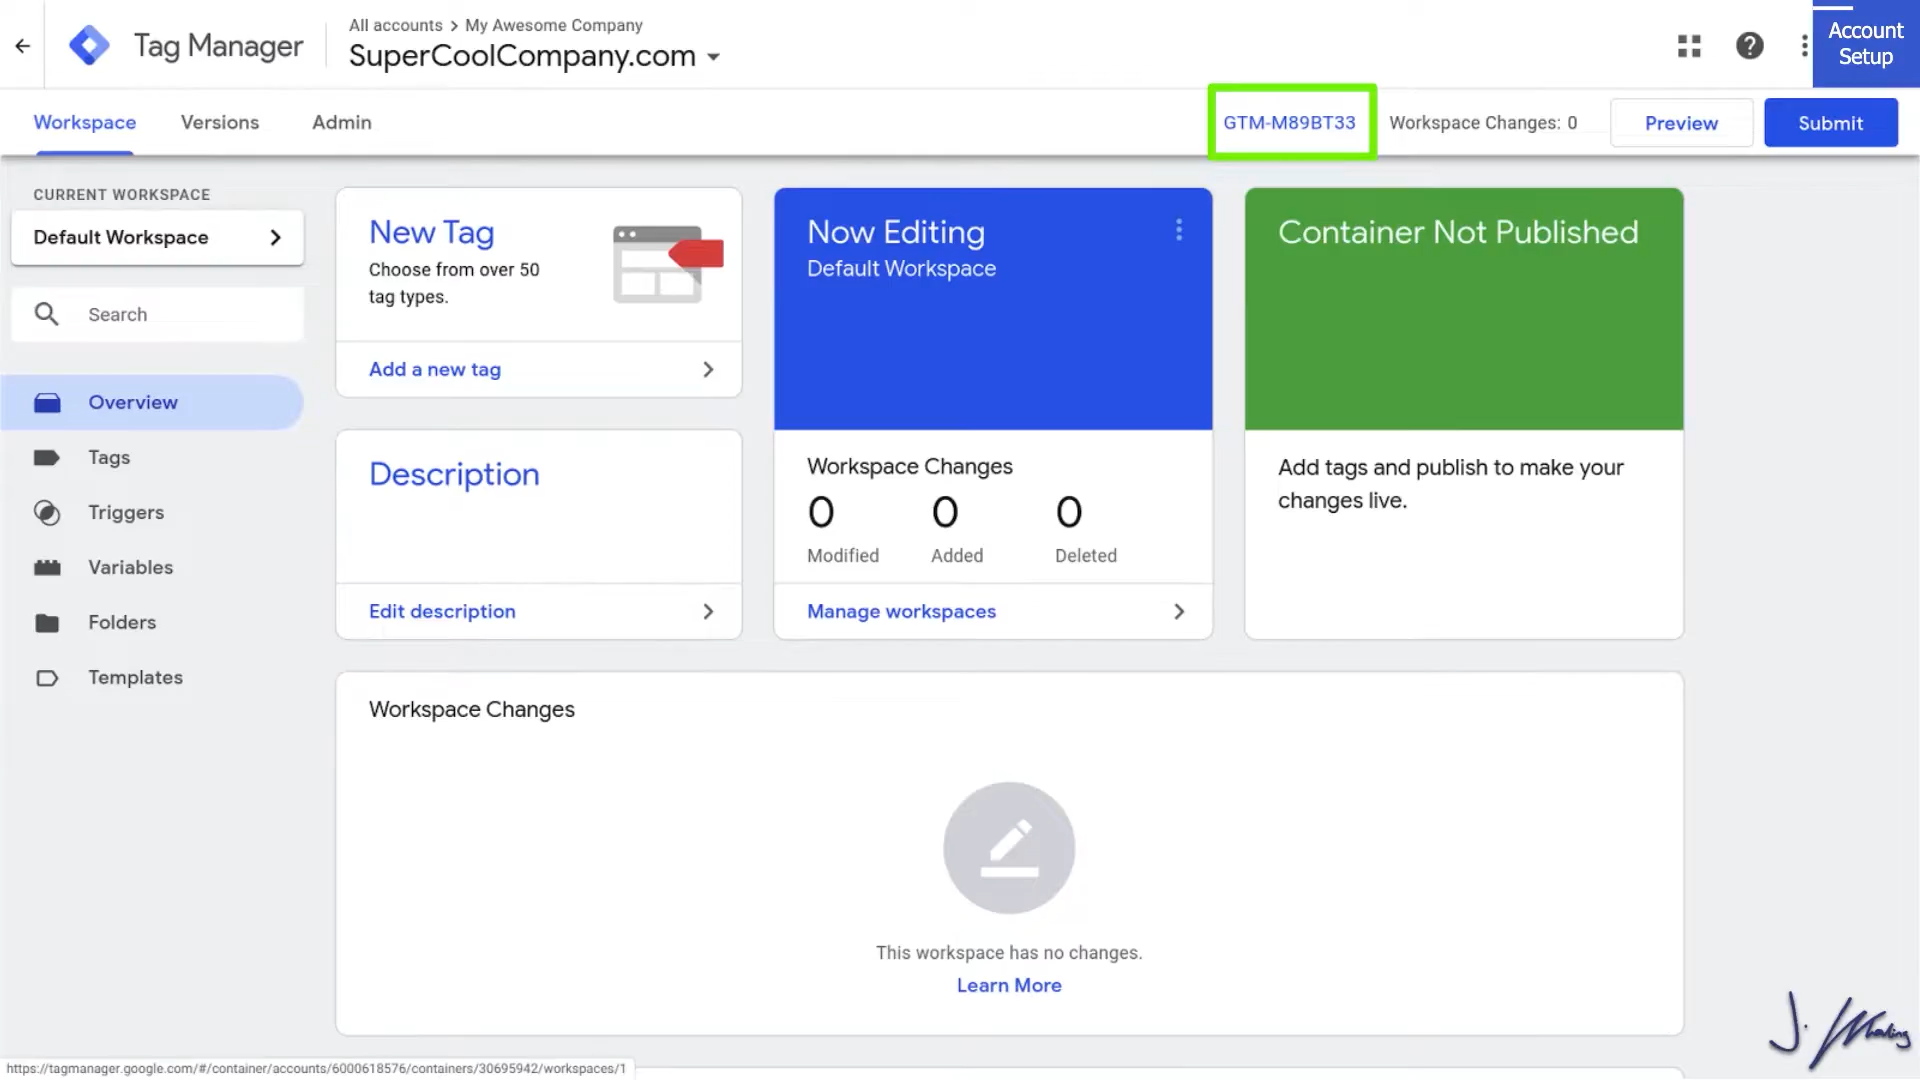 Tag Manager
All accounts > My Awesome Company
SuperCoolCompany.com
Account
Setup
Workspace
Versions
Admin
GTM-M89BT33
Workspace Changes: 0
Preview
Submit
CURRENT WORKSPACE
Default Workspace
Search
Overview
Tags
Triggers
Variables
Folders
Templates
New Tag
Choose from over 50
tag types.
Add a new tag
Description
Edit description
Now Editing
Default Workspace
Workspace Changes
0 0 0
Modified Added Deleted
Manage workspaces
Container Not Published
Add tags and publish to make your
changes live.
Workspace Changes
This workspace has no changes.
Learn More
https://tagmanager.google.com/#/container/accounts/6000618576/containers/30695942/workspaces/1